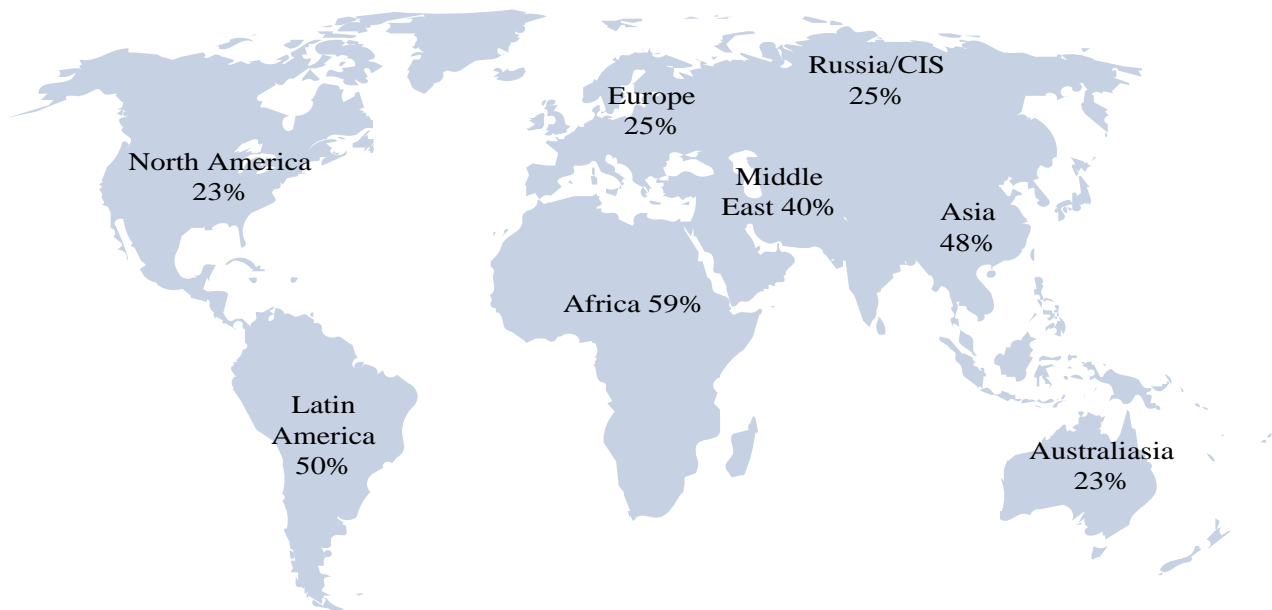 Russia/CIS
25%
Europe
25%
North America
23%
Middle
East 40%
Asia
48%
Africa 59%
Latin
America
50%
Australiasia
23%